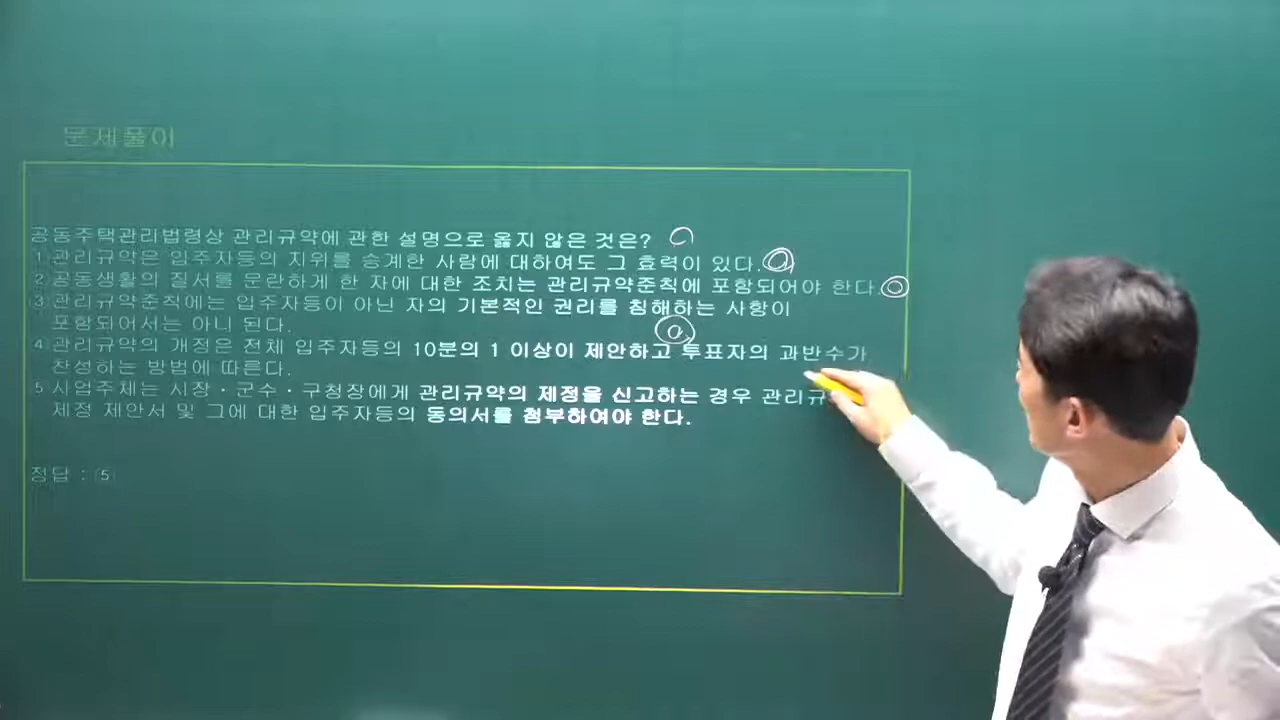 문제풀이
공동주택관리법령상 관리규약에 관한 설명으로 옳지 않은 것은?
① 관리규약은 입주자등의 지위를 승계한 사람에 대하여도 그 효력이 있다.
② 공동생활의 질서를 문란하게 한 자에 대한 조치는 관리규약준칙에 포함되어야 한다.
③ 관리규약준칙에는 입주자등이 아닌 자의 기본적인 권리를 침해하는 사항이
포함되어서는 아니 된다.
④ 관리규약의 개정은 전체 입주자등의 10분의 1 이상이 제안하고 투표자의 과반수가
찬성하는 방법에 따른다.
⑤ 사업주체는 시장·군수·구청장에게 관리규약의 제정을 신고하는 경우 관리규
제정 제안서 및 그에 대한 입주자등의 동의서를 첨부하여야 한다.
정답 : ⑤